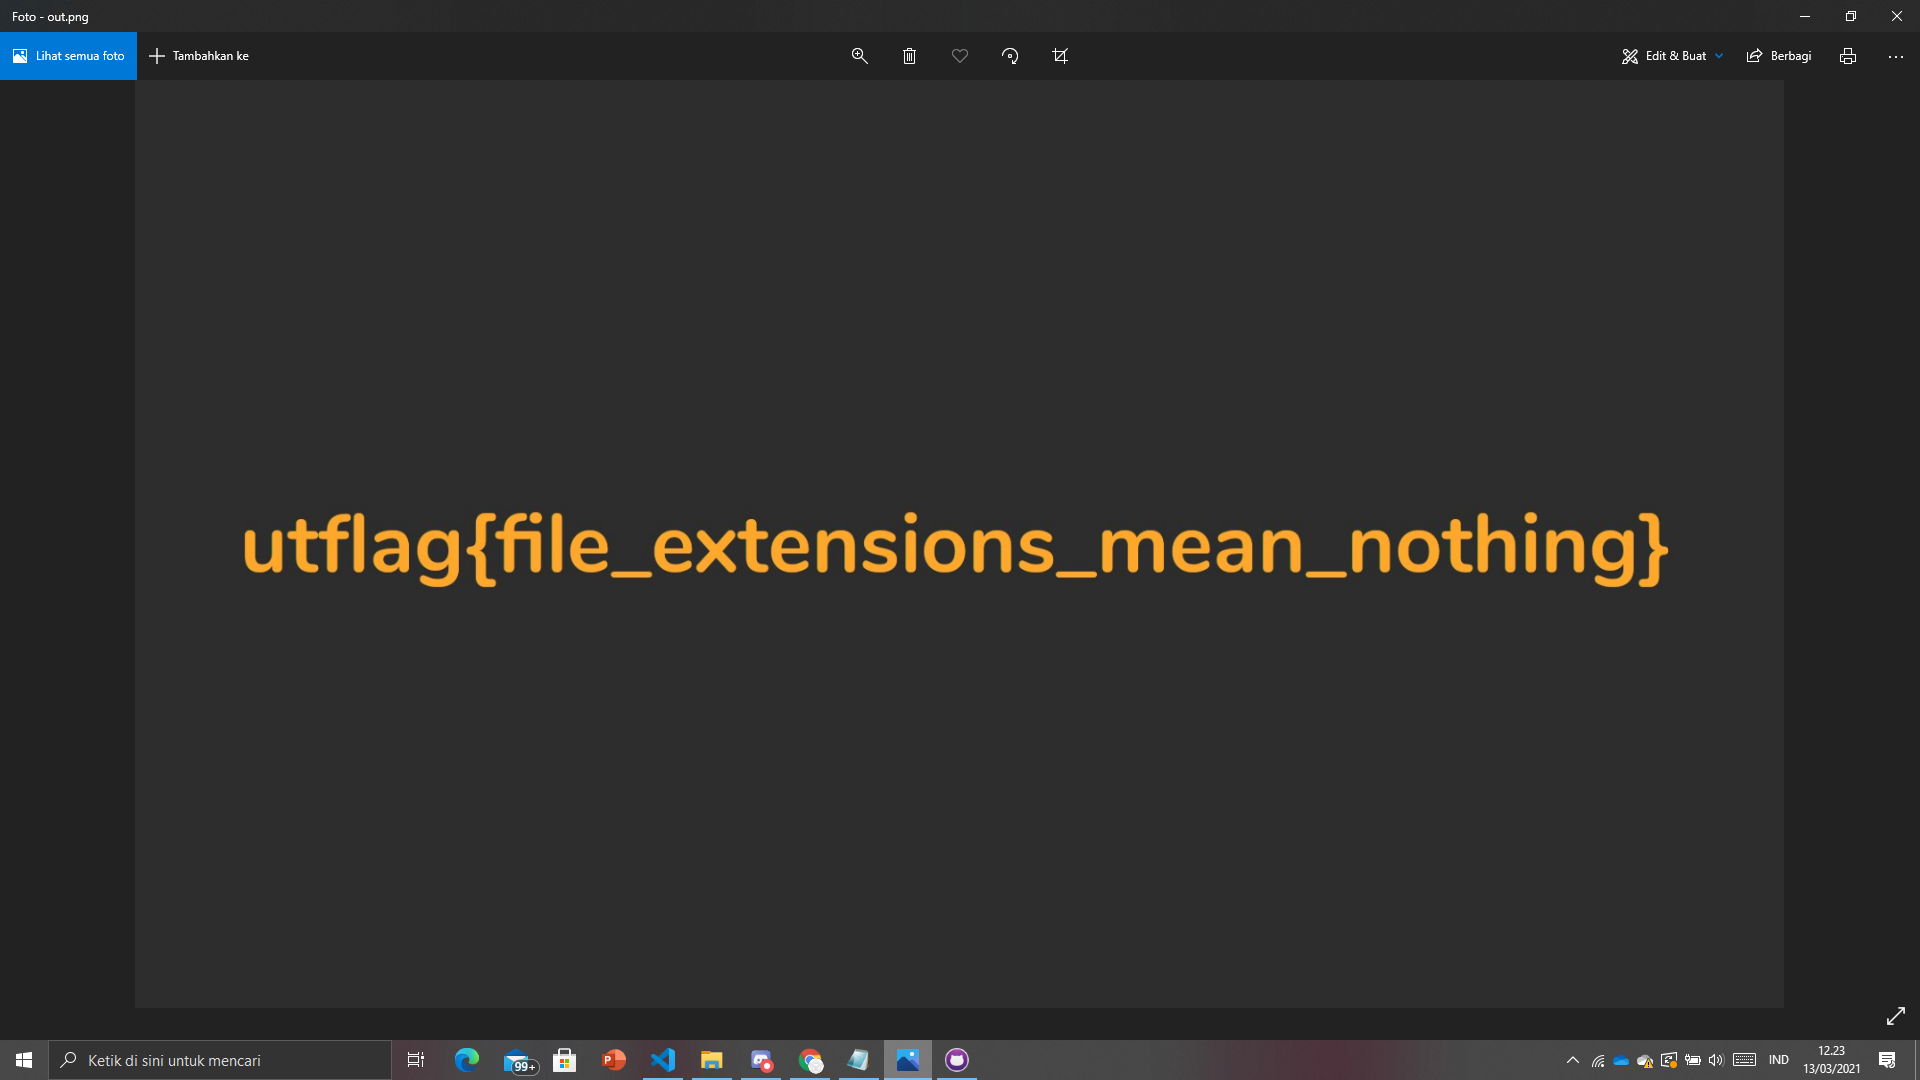 Foto - out.png
Lihat semua foto
Tambahkan ke
Edit & Buat
Berbagi
utflag{file_extensions_mean_nothing}
Ketik di sini untuk mencari
99+
P
IND
12.23
13/03/2021